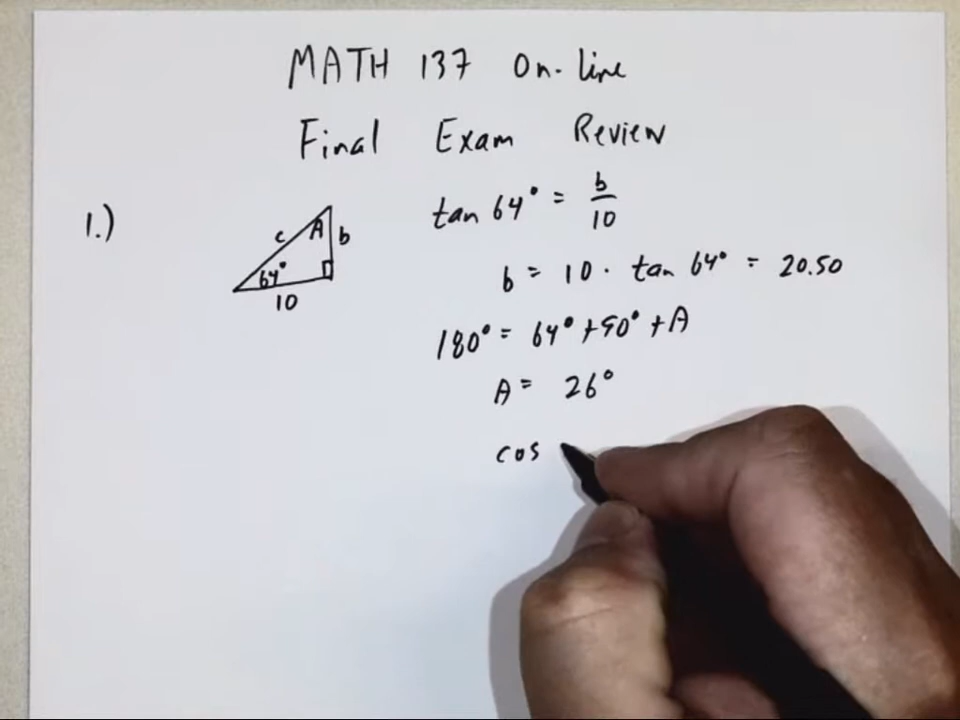 MATH 137 On-line
Final Exam Review
1.)
c A b
64°
10
tan 64° = b/10
b = 10 · tan 64° = 20.50
180° = 64° + 90° + A
A = 26°
cos